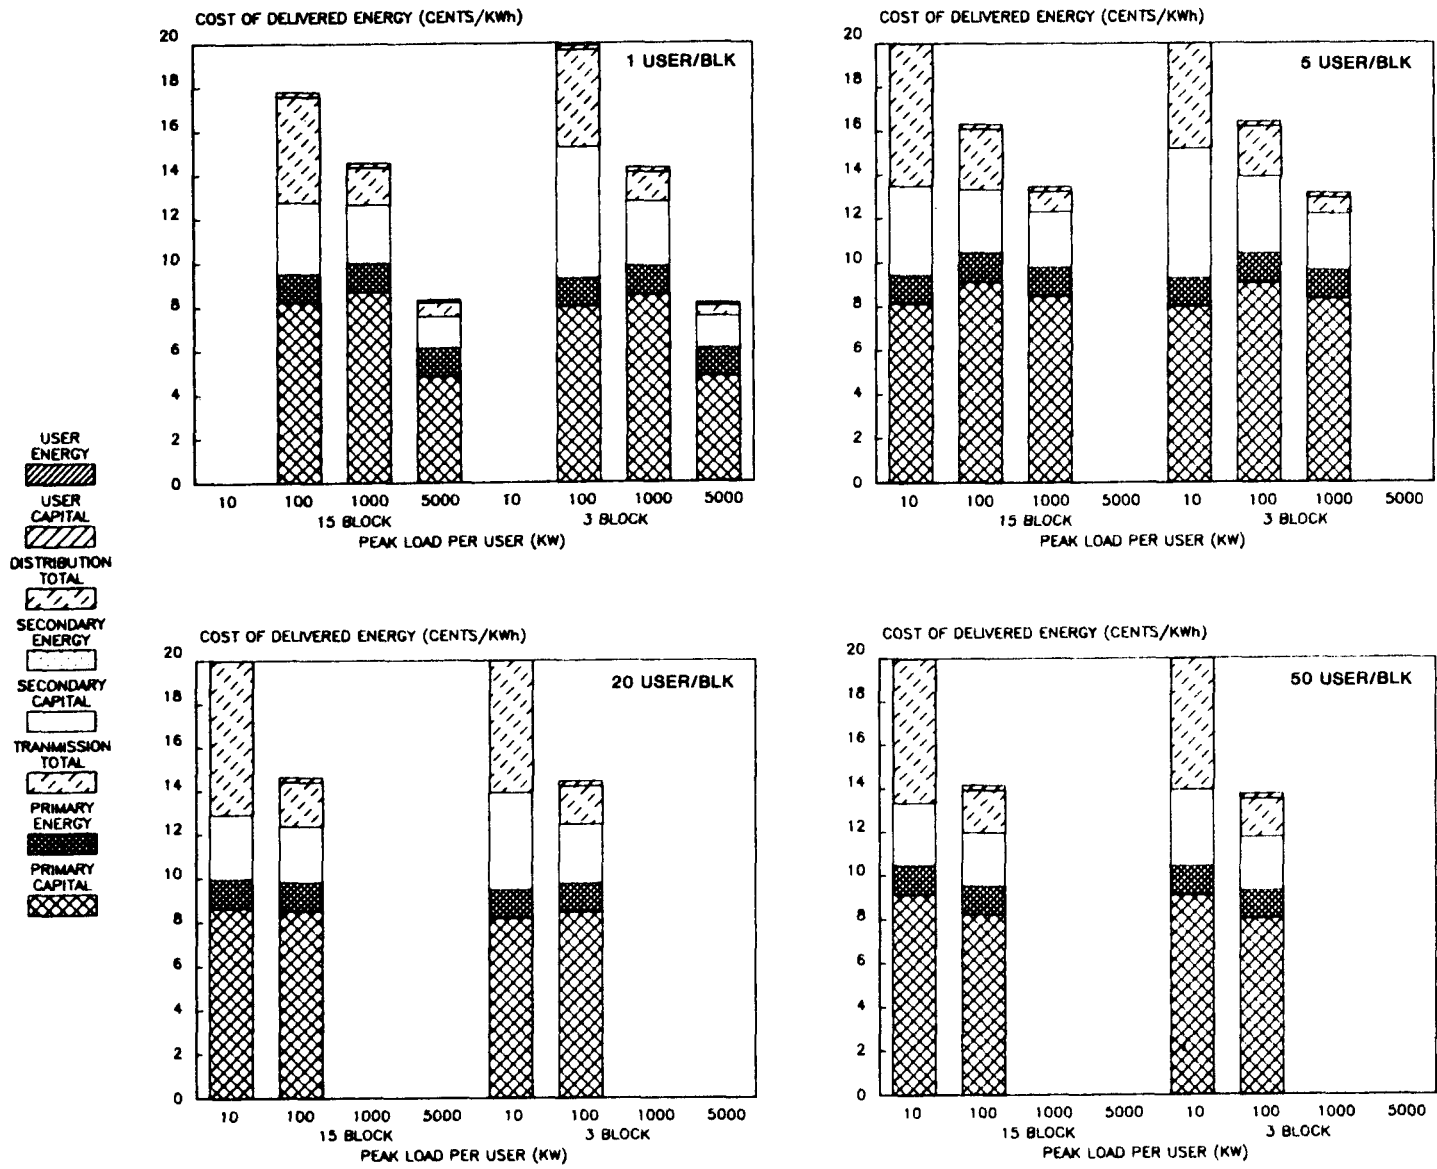 COST OF DELIVERED ENERGY (CENTS/KWh)
1 USER/BLK
20
18
16
14
12
10
8
6
4
2
0
10 100 1000 5000 10 100 1000 5000
15 BLOCK 3 BLOCK
PEAK LOAD PER USER (KW)
COST OF DELIVERED ENERGY (CENTS/KWh)
5 USER/BLK
20
18
16
14
12
10
8
6
4
2
0
10 100 1000 5000 10 100 1000 5000
15 BLOCK 3 BLOCK
PEAK LOAD PER USER (KW)
USER
ENERGY
USER
CAPITAL
DISTRIBUTION
TOTAL
SECONDARY
ENERGY
SECONDARY
CAPITAL
TRANMISSION
TOTAL
PRIMARY
ENERGY
PRIMARY
CAPITAL
COST OF DELIVERED ENERGY (CENTS/KWh)
20 USER/BLK
20
18
16
14
12
10
8
6
4
2
0
10 100 1000 5000 10 100 1000 5000
15 BLOCK 3 BLOCK
PEAK LOAD PER USER (KW)
COST OF DELIVERED ENERGY (CENTS/KWh)
50 USER/BLK
20
18
16
14
12
10
8
6
4
2
0
10 100 1000 5000 10 100 1000 5000
15 BLOCK 3 BLOCK
PEAK LOAD PER USER (KW)